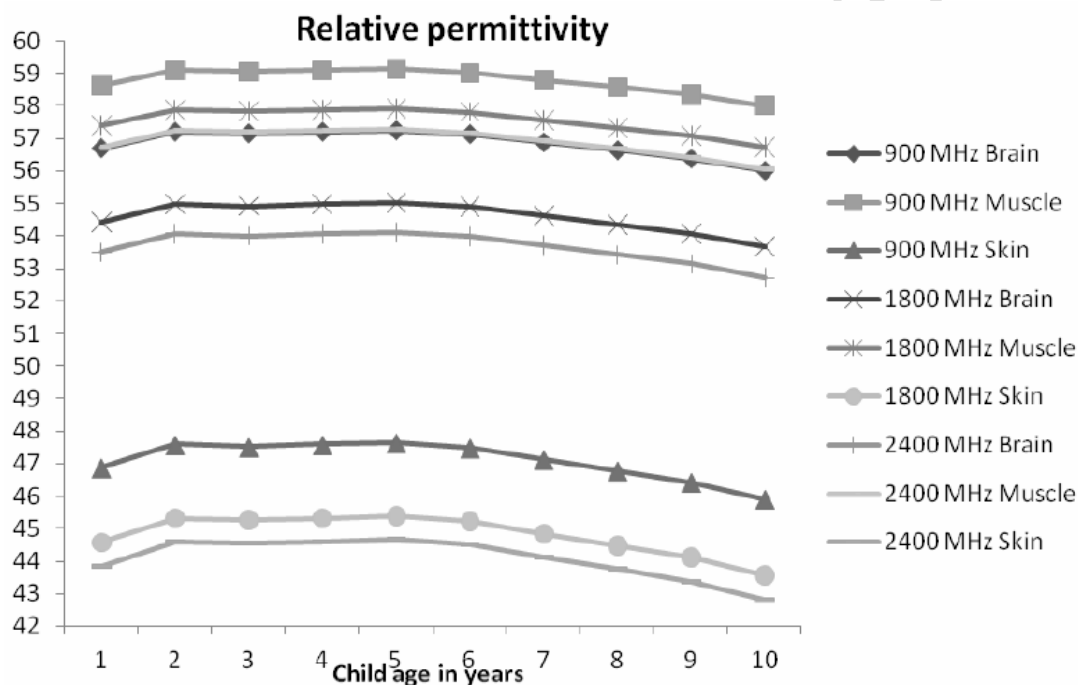 Relative permittivity
60
59
58
57
56
55
54
53
52
51
50
49
48
47
46
45
44
43
42
1 2 3 4 5 6 7 8 9 10
Child age in years
900 MHz Brain
900 MHz Muscle
900 MHz Skin
1800 MHz Brain
1800 MHz Muscle
1800 MHz Skin
2400 MHz Brain
2400 MHz Muscle
2400 MHz Skin